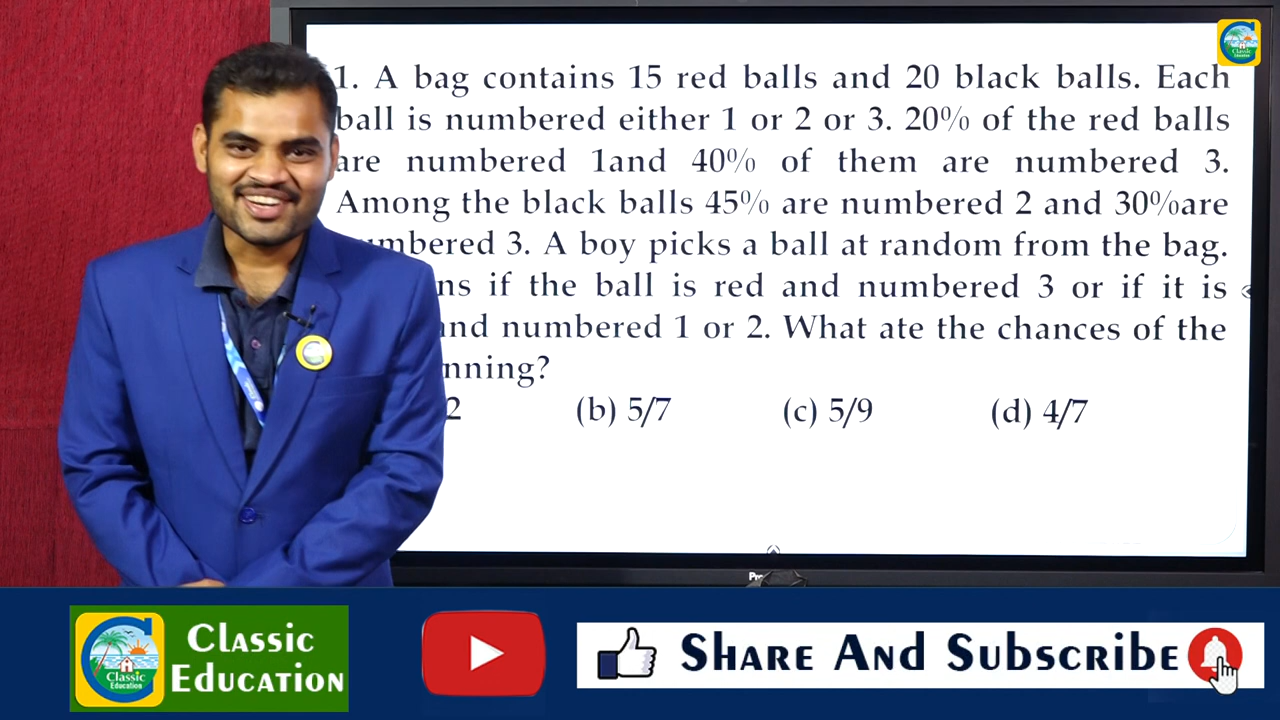 1. A bag contains 15 red balls and 20 black balls. Each
ball is numbered either 1 or 2 or 3. 20% of the red balls
are numbered 1and 40% of them are numbered 3.
Among the black balls 45% are numbered 2 and 30%are
numbered 3. A boy picks a ball at random from the bag.
ns if the ball is red and numbered 3 or if it is
and numbered 1 or 2. What ate the chances of the
nning?
2 (b) 5/7 (c) 5/9 (d) 4/7
Classic
Education
Share And Subscribe
Classic
Education